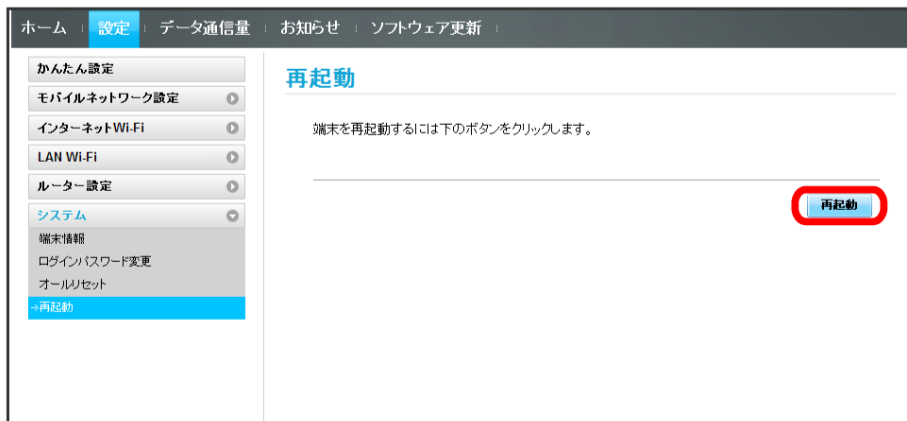 ホーム 設定 データ通信量 お知らせ ソフトウェア更新
かんたん設定
モバイルネットワーク設定
インターネットWi-Fi
LAN Wi-Fi
ルーター設定
システム
端末情報
ログインパスワード変更
オールリセット
→再起動
再起動
端末を再起動するには下のボタンをクリックします。
再起動